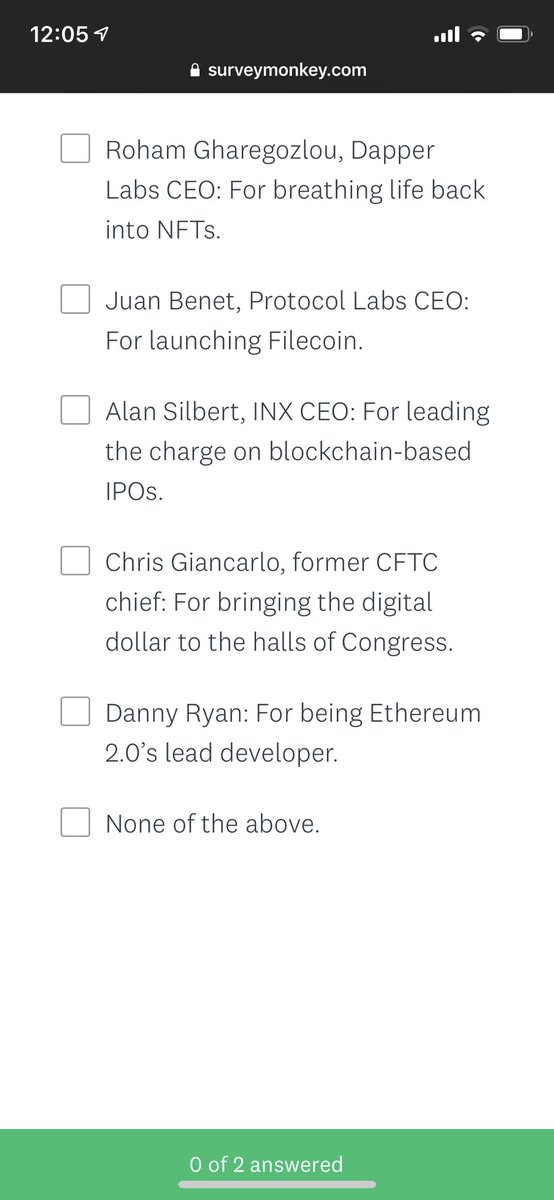 12:05
surveymonkey.com
Roham Gharegozlou, Dapper
Labs CEO: For breathing life back
into NFTs.
Juan Benet, Protocol Labs CEO:
For launching Filecoin.
Alan Silbert, INX CEO: For leading
the charge on blockchain-based
IPOs.
Chris Giancarlo, former CFTC
chief: For bringing the digital
dollar to the halls of Congress.
Danny Ryan: For being Ethereum
2.0’s lead developer.
None of the above.
0 of 2 answered